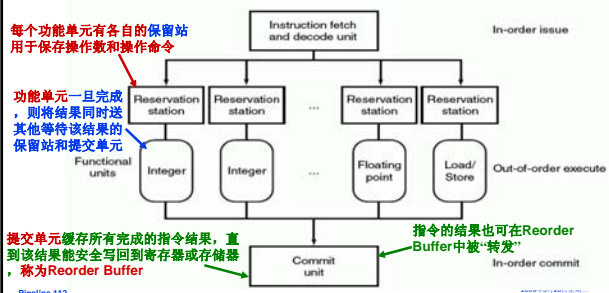 每个功能单元有各自的保留站
用于保存操作数和操作命令
Instruction fetch
and decode unit
In-order issue
功能单元一旦完成
，则将结果同时送
其他等待该结果的
保留站和提交单元
Reservation
station
Reservation
station
...
Reservation
station
Reservation
station
Functional
units
Integer
Integer
...
Floating
point
Load/
Store
Out-of-order execute
提交单元缓存所有完成的指令结果，直
到该结果能安全写回到寄存器或存储器
，称为Reorder Buffer
Commit
unit
指令的结果也可在Reorder
Buffer中被“转发”
In-order commit
Pipeline 113